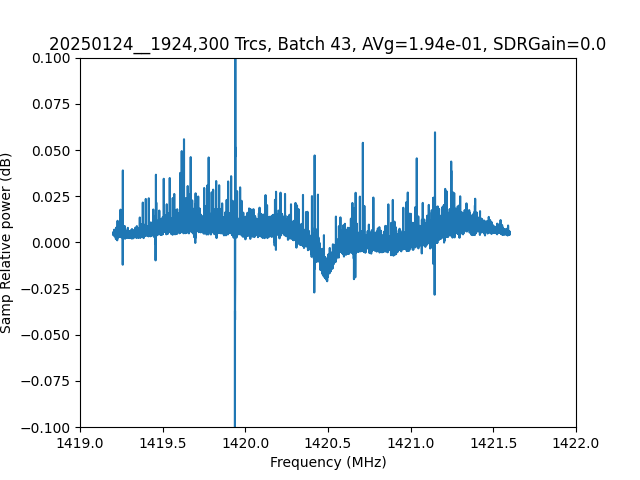 20250124__1924,300 Trcs, Batch 43, AVg=1.94e-01, SDRGain=0.0
0.100
0.075
0.050
0.025
0.000
−0.025
−0.050
−0.075
−0.100
Samp Relative power (dB)
1419.0 1419.5 1420.0 1420.5 1421.0 1421.5 1422.0
Frequency (MHz)